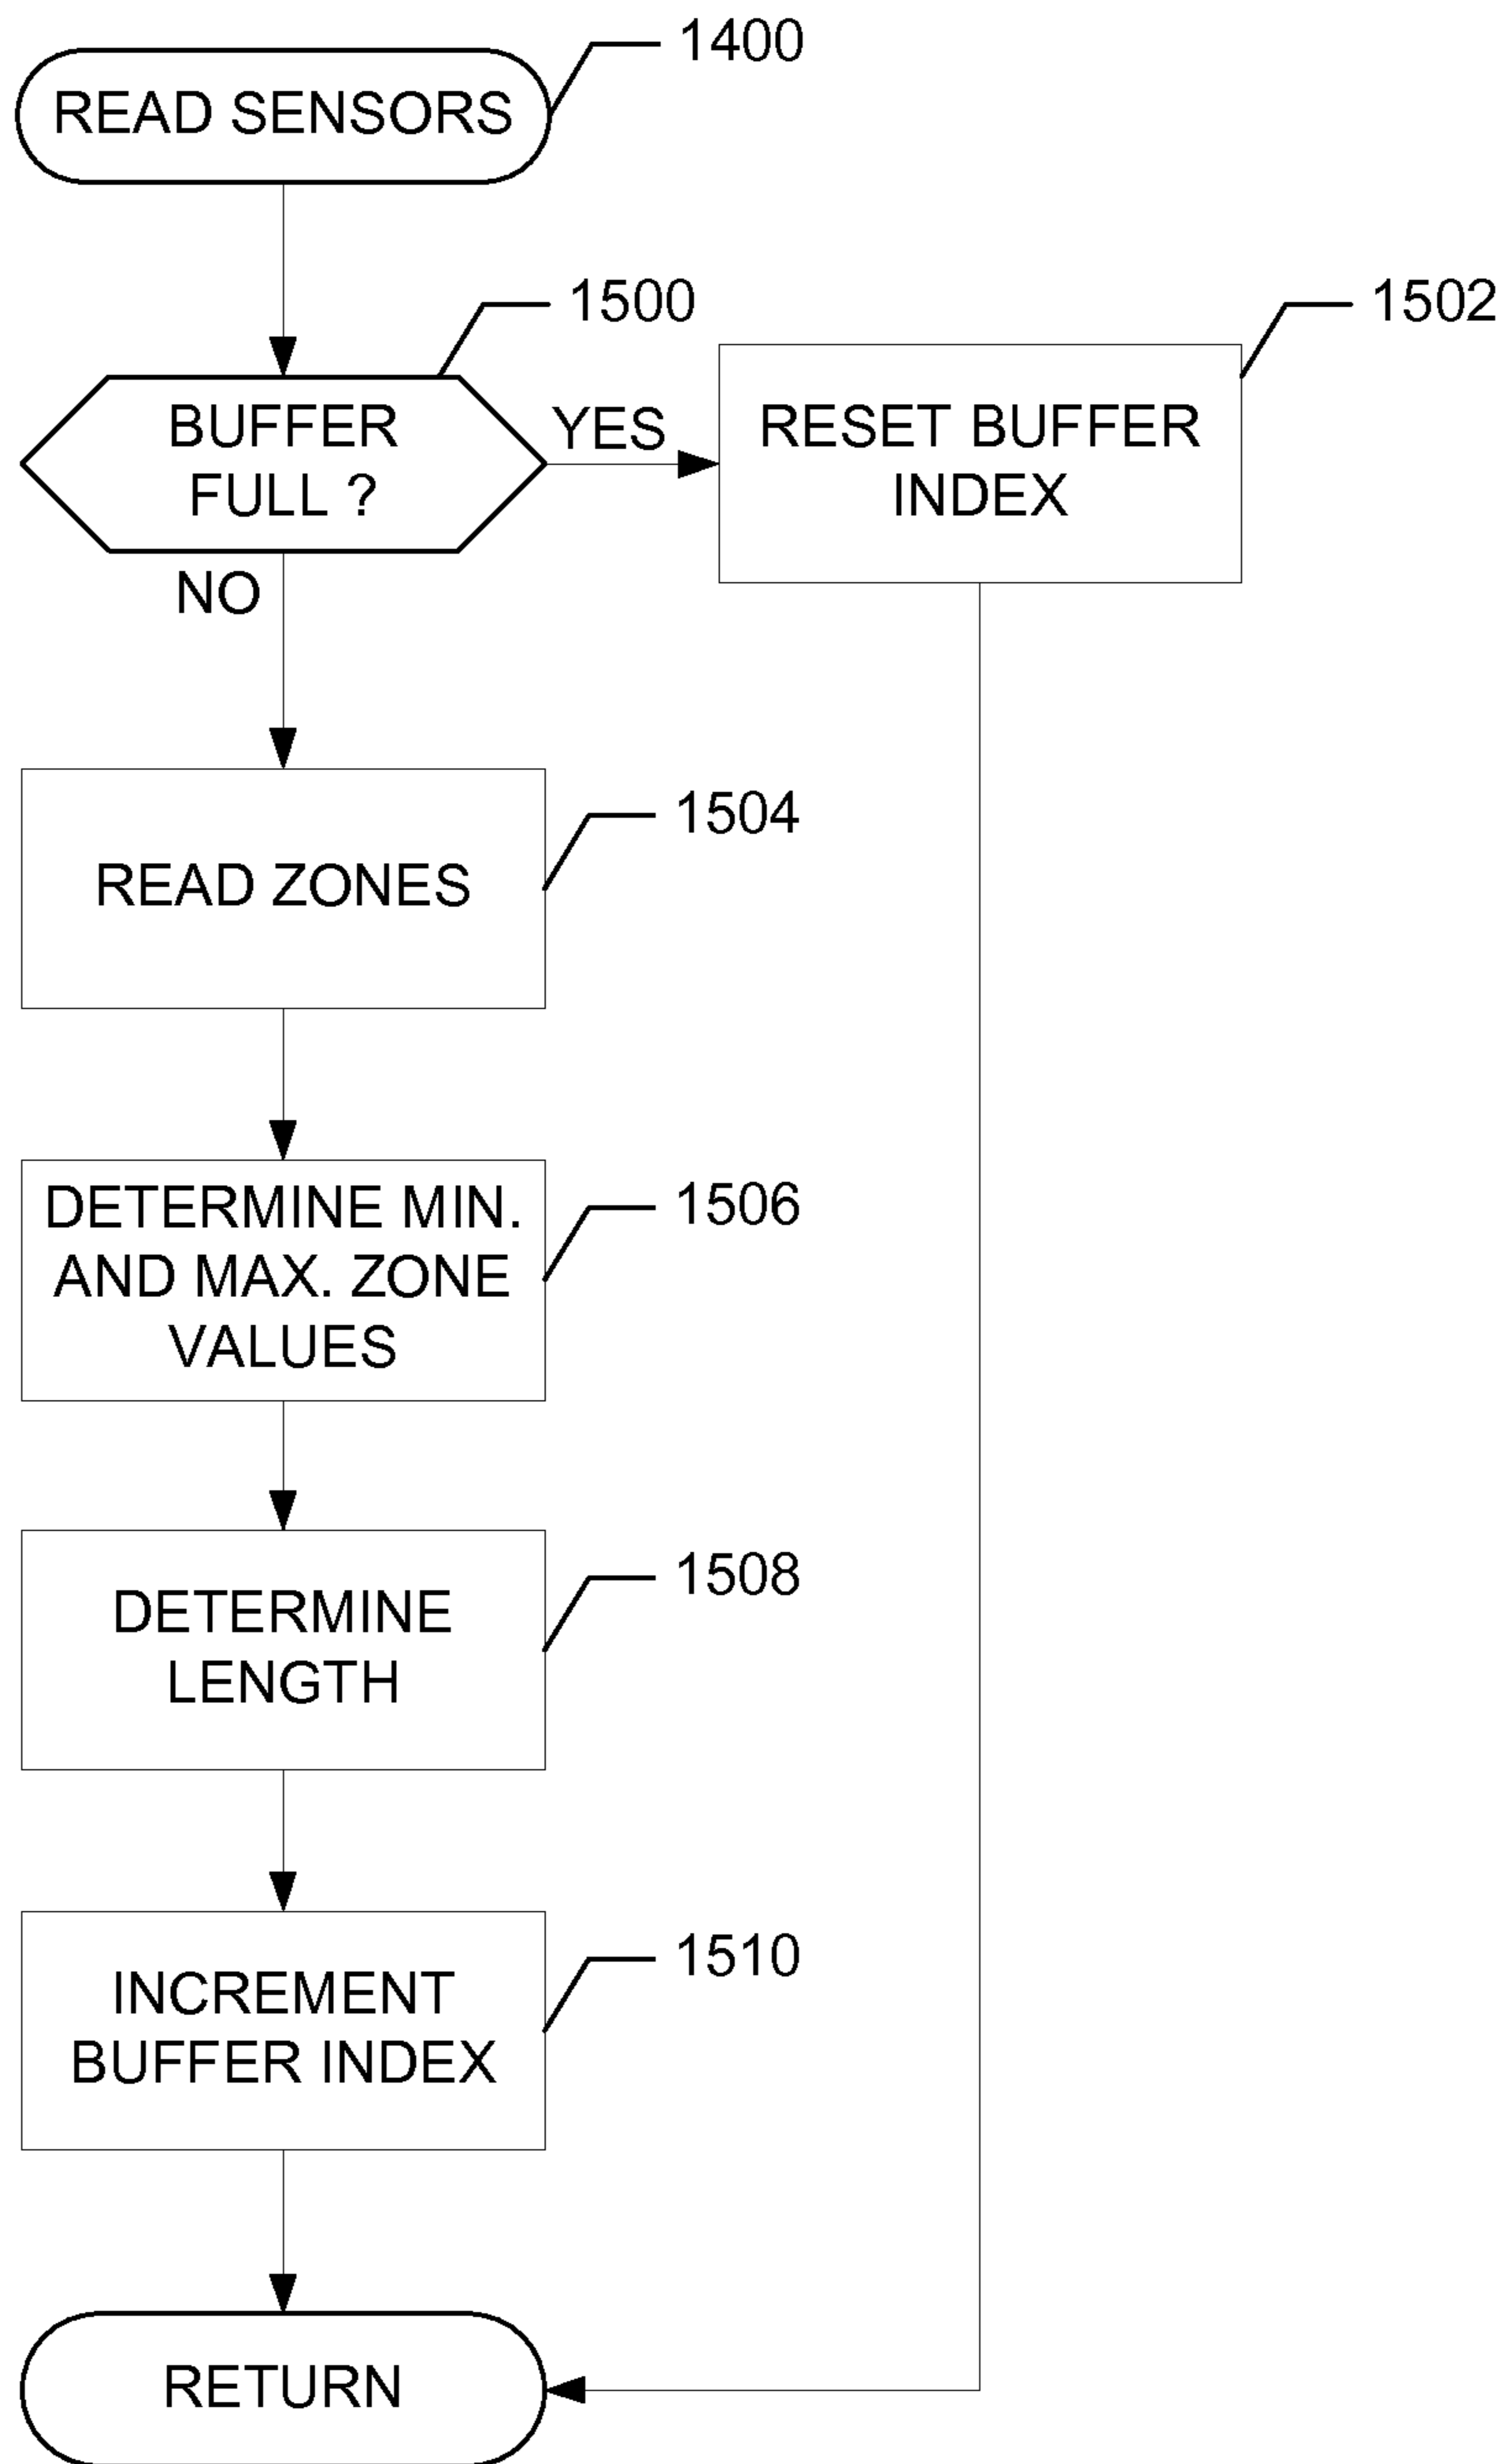 1400
READ SENSORS
1500
1502
BUFFER
FULL ?
YES
RESET BUFFER
INDEX
NO
1504
READ ZONES
1506
DETERMINE MIN.
AND MAX. ZONE
VALUES
1508
DETERMINE
LENGTH
1510
INCREMENT
BUFFER INDEX
RETURN